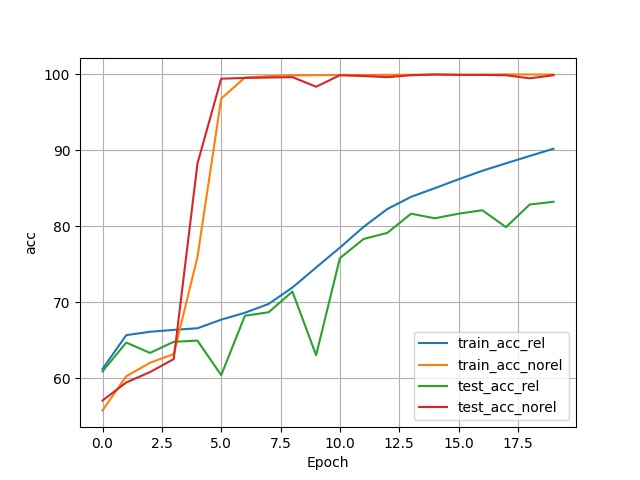 100
90
80
70
60
acc
0.0 2.5 5.0 7.5 10.0 12.5 15.0 17.5
Epoch
train_acc_rel
train_acc_norel
test_acc_rel
test_acc_norel